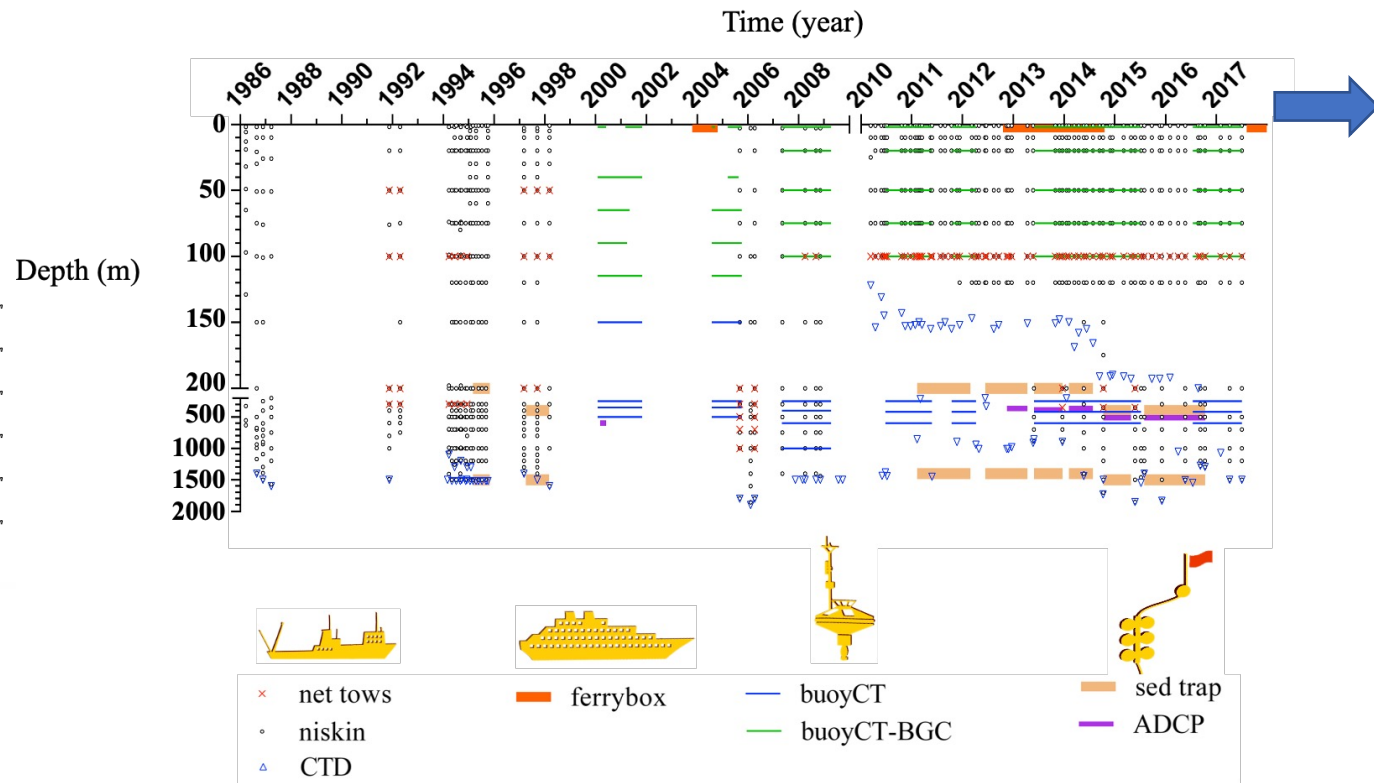 Time (year)
1986 1988 1990 1992 1994 1996 1998 2000 2002 2004 2006 2008 2010 2011 2012 2013 2014 2015 2016 2017
Depth (m)
0
50
100
150
200
500
1000
1500
2000
net tows
ferrybox
buoyCT
sed trap
niskin
buoyCT-BGC
ADCP
CTD